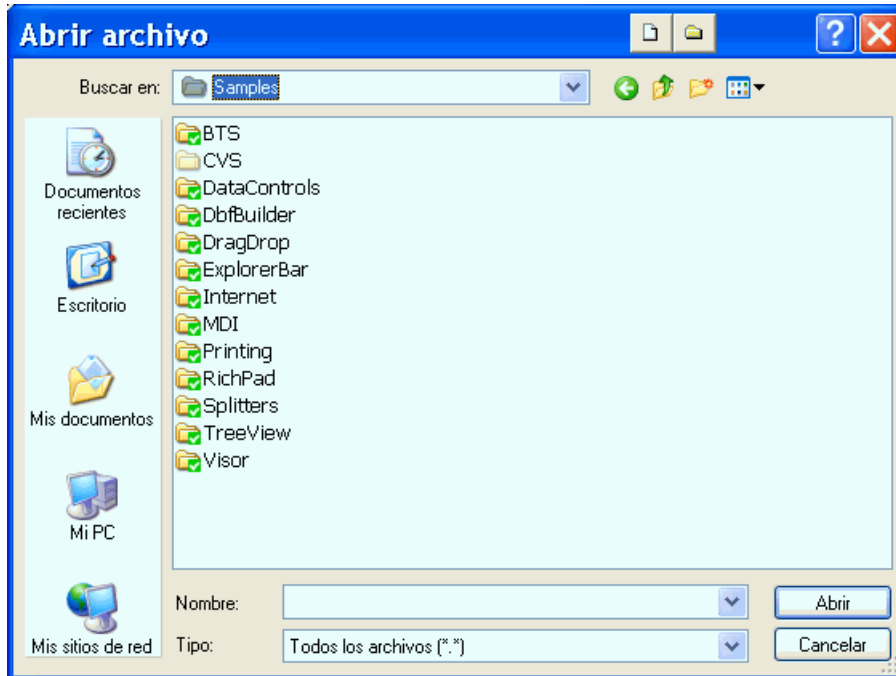 Abrir archivo
Buscar en: Samples
BTS
CVS
DataControls
DbfBuilder
DragDrop
ExplorerBar
Internet
MDI
Printing
RichPad
Splitters
TreeView
Visor
Documentos
recientes
Escritorio
Mis documentos
Mi PC
Mis sitios de red
Nombre:
Abrir
Tipo: Todos los archivos (*.*)
Cancelar